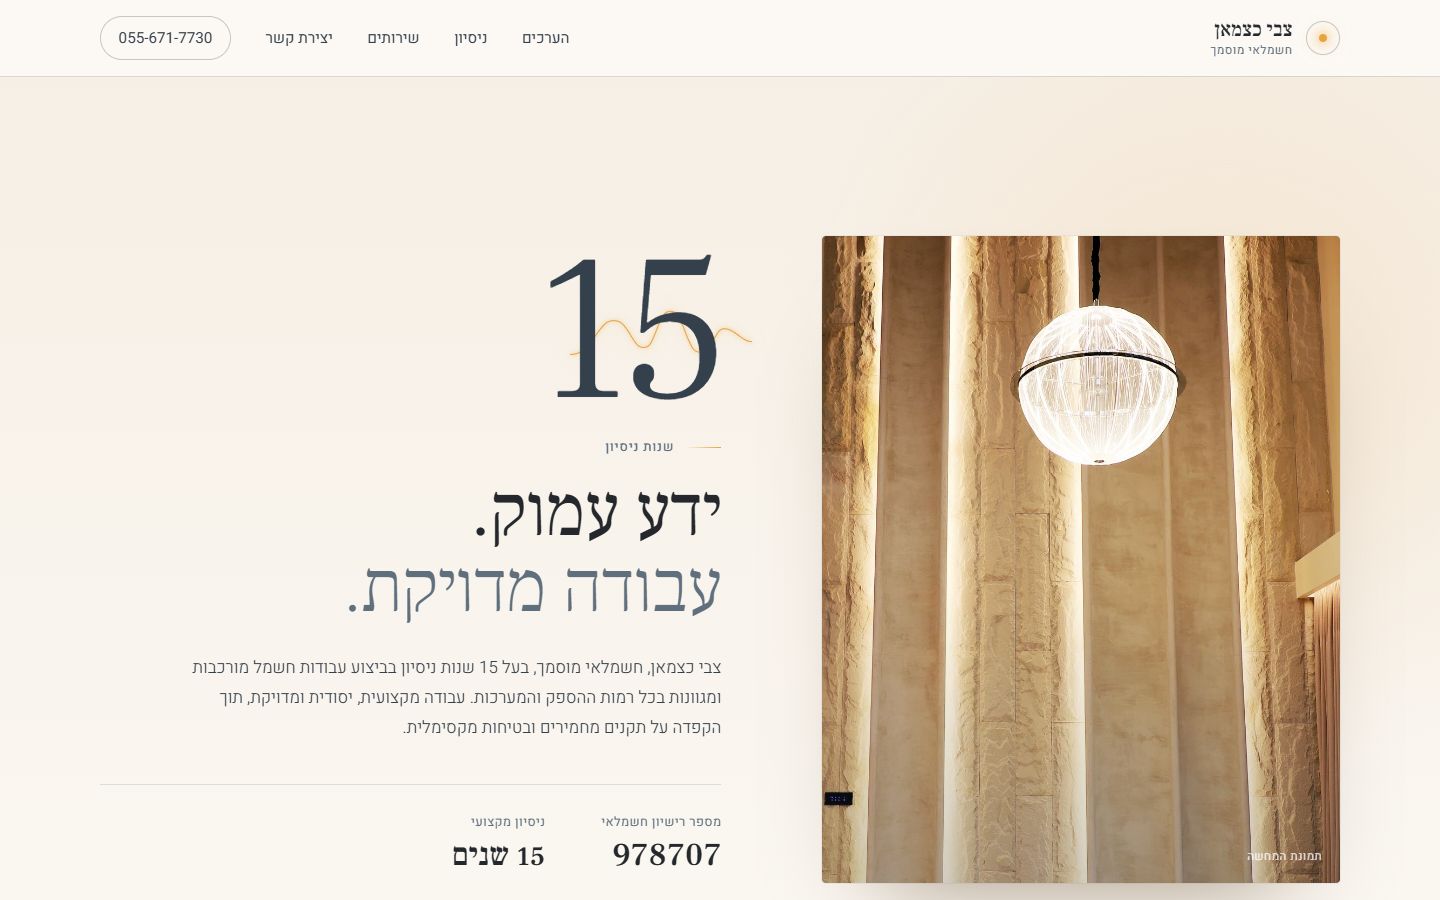 צבי כצמאן
חשמלאי מוסמך
הערכים
ניסיון
שירותים
יצירת קשר
055-671-7730
15
שנות ניסיון
ידע עמוק.
עבודה מדויקת.
צבי כצמאן, חשמלאי מוסמך, בעל 15 שנות ניסיון בביצוע עבודות חשמל מורכבות
ומגוונות בכל רמות ההספק והמערכות. עבודה מקצועית, יסודית ומדויקת, תוך
הקפדה על תקנים מחמירים ובטיחות מקסימלית.
מספר רישיון חשמלאי
978707
ניסיון מקצועי
15 שנים
תמונת המחשה